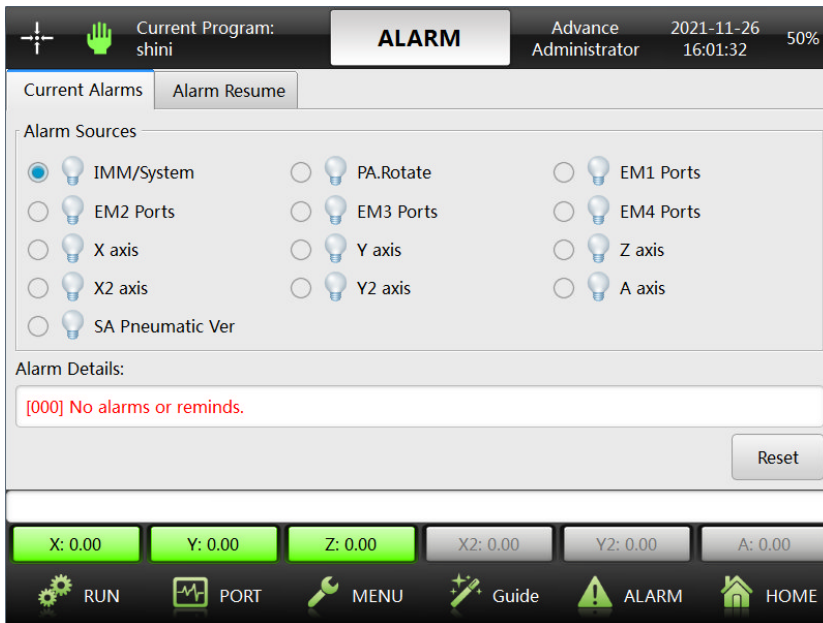 Current Program:
shini
ALARM
Advance
Administrator
2021-11-26
16:01:32
50%
Current Alarms
Alarm Resume
Alarm Sources
IMM/System
PA.Rotate
EM1 Ports
EM2 Ports
EM3 Ports
EM4 Ports
X axis
Y axis
Z axis
X2 axis
Y2 axis
A axis
SA Pneumatic Ver
Alarm Details:
[000] No alarms or reminds.
Reset
X: 0.00
Y: 0.00
Z: 0.00
X2: 0.00
Y2: 0.00
A: 0.00
RUN
PORT
MENU
Guide
ALARM
HOME